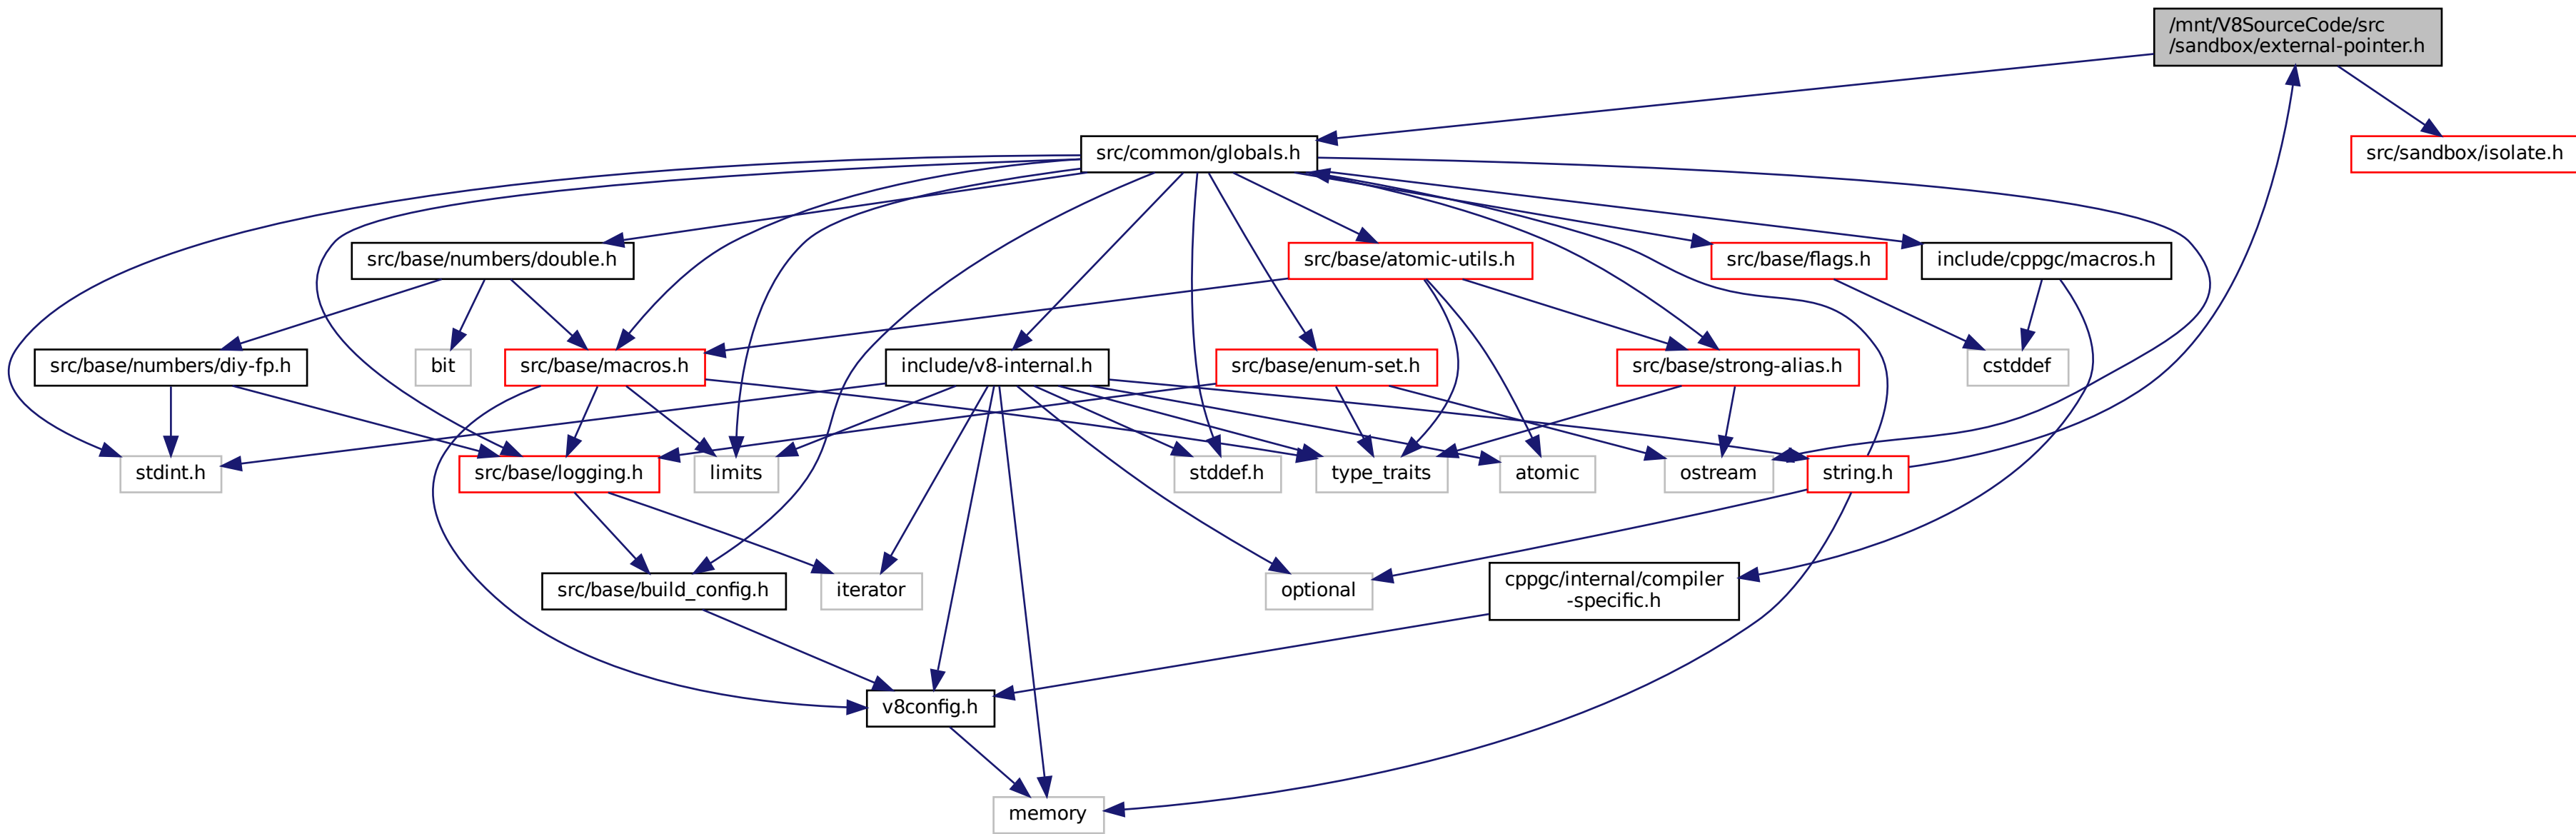 /mnt/V8SourceCode/src
/sandbox/external-pointer.h
src/common/globals.h
src/sandbox/isolate.h
src/base/numbers/double.h
src/base/atomic-utils.h
src/base/flags.h
include/cppgc/macros.h
src/base/numbers/diy-fp.h
bit
src/base/macros.h
include/v8-internal.h
src/base/enum-set.h
src/base/strong-alias.h
cstddef
stdint.h
src/base/logging.h
limits
stddef.h
type_traits
atomic
ostream
string.h
src/base/build_config.h
iterator
optional
cppgc/internal/compiler
-specific.h
v8config.h
memory